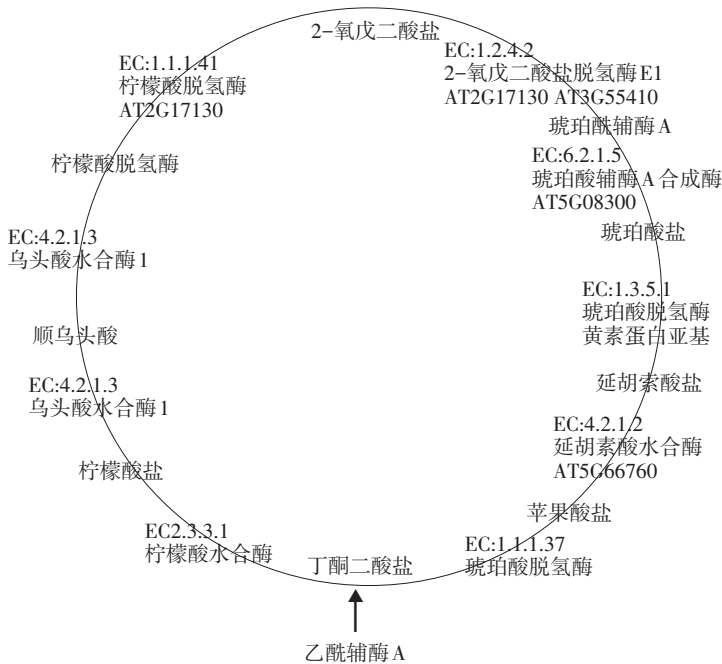 2-氧戊二酸盐
EC:1.2.4.2
2-氧戊二酸盐脱氢酶E1
AT2G17130 AT3G55410
琥珀酰辅酶A
EC:6.2.1.5
琥珀酸辅酶A合成酶
AT5G08300
琥珀酸盐
EC:1.3.5.1
琥珀酸脱氢酶
黄素蛋白亚基
延胡索酸盐
EC:4.2.1.2
延胡索酸水合酶
AT5G66760
苹果酸盐
EC:1.1.1.37
琥珀酸脱氢酶
丁酮二酸盐
乙酰辅酶A
EC2.3.3.1
柠檬酸水合酶
柠檬酸盐
EC:4.2.1.3
乌头酸水合酶1
顺乌头酸
EC:4.2.1.3
乌头酸水合酶1
柠檬酸脱氢酶
EC:1.1.1.41
柠檬酸脱氢酶
AT2G17130